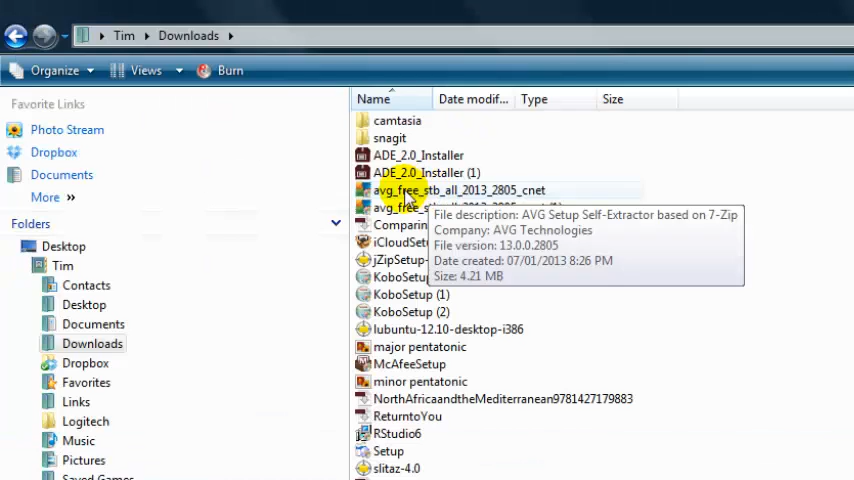 Tim
Downloads
Organize
Views
Burn
Favorite Links
Photo Stream
Dropbox
Documents
More »
Folders
Desktop
Tim
Contacts
Desktop
Documents
Downloads
Dropbox
Favorites
Links
Logitech
Music
Pictures
Saved Games
Name Date modif... Type Size
camtasia
snagit
ADE_2.0_Installer
ADE_2.0_Installer (1)
avg_free_stb_all_2013_2805_cnet
File description: AVG Setup Self-Extractor based on 7-Zip
Company: AVG Technologies
File version: 13.0.0.2805
Date created: 07/01/2013 8:26 PM
Size: 4.21 MB
KoboSetup (1)
KoboSetup (2)
lubuntu-12.10-desktop-i386
major pentatonic
McAfeeSetup
minor pentatonic
NorthAfricaandtheMediterranean9781427179883
ReturntoYou
RStudio6
Setup
slitaz-4.0